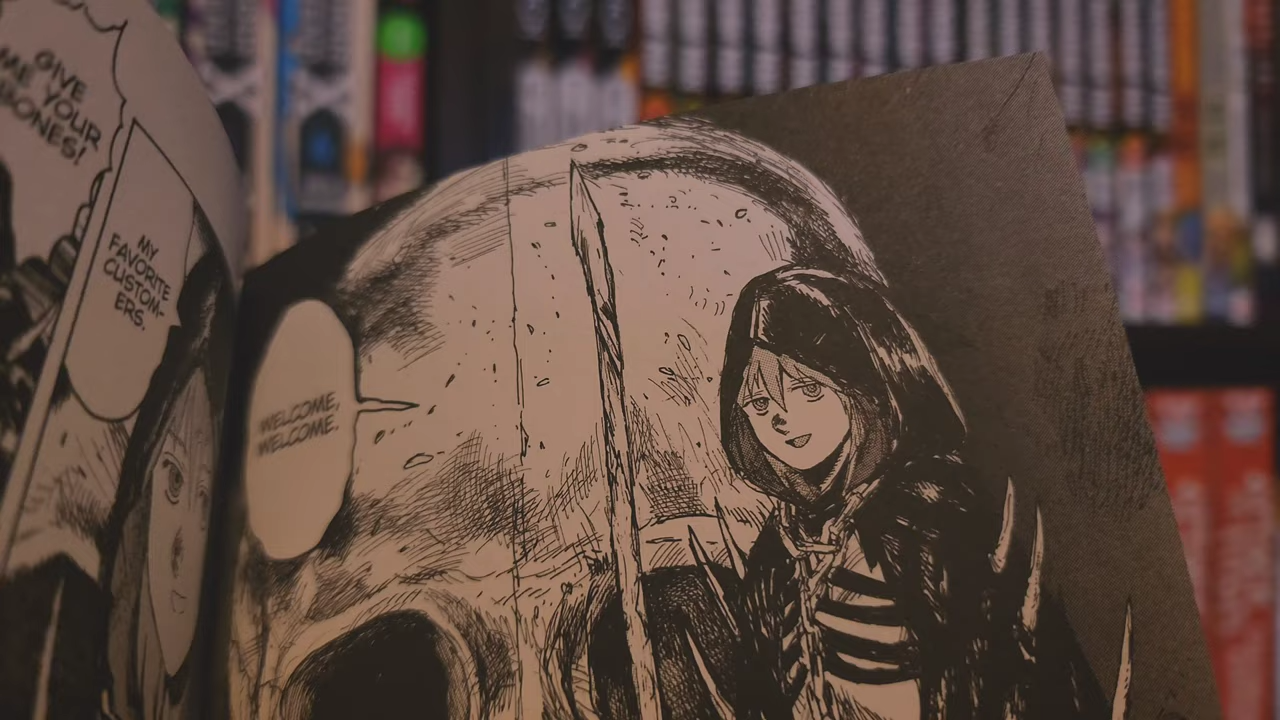 GIVE
ME YOUR
BONES!
MY
FAVORITE
CUSTOM-
ERS.
WELCOME,
WELCOME.